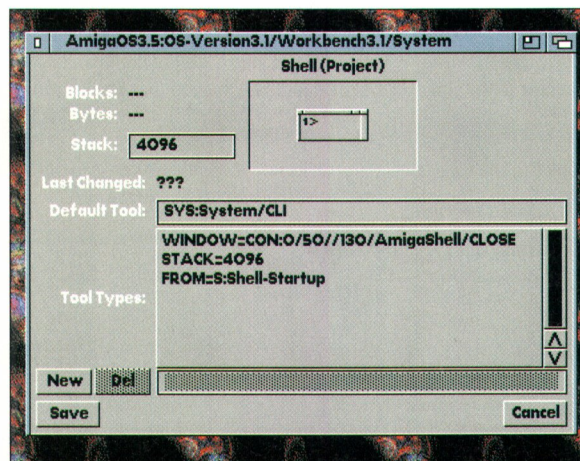 AmigaOS3.5:OS-Version3.1/Workbench3.1/System
Shell (Project)
Blocks: ---
Bytes: ---
1>
Stack: 4096
Last Changed: ???
Default Tool: SYS:System/CLI
WINDOW=CON:0/50//130/AmigaShell/CLOSE
STACK=4096
FROM=S:Shell-Startup
Tool Types:
New Del
Save Cancel